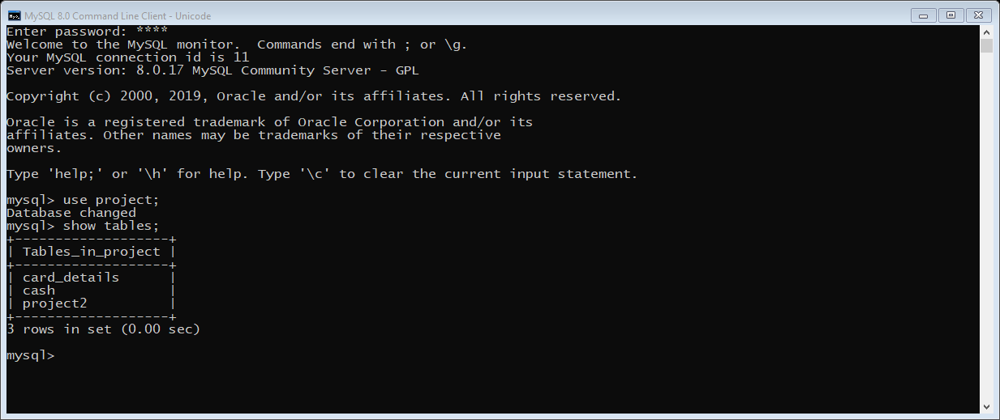 MySQL 8.0 Command Line Client - Unicode
Enter password: ****
Welcome to the MySQL monitor.  Commands end with ; or \g.
Your MySQL connection id is 11
Server version: 8.0.17 MySQL Community Server - GPL

Copyright (c) 2000, 2019, Oracle and/or its affiliates. All rights reserved.

Oracle is a registered trademark of Oracle Corporation and/or its
affiliates. Other names may be trademarks of their respective
owners.

Type 'help;' or '\h' for help. Type '\c' to clear the current input statement.

mysql> use project;
Database changed
mysql> show tables;
+-------------------+
| Tables_in_project |
+-------------------+
| card_details      |
| cash              |
| project2          |
+-------------------+
3 rows in set (0.00 sec)

mysql>